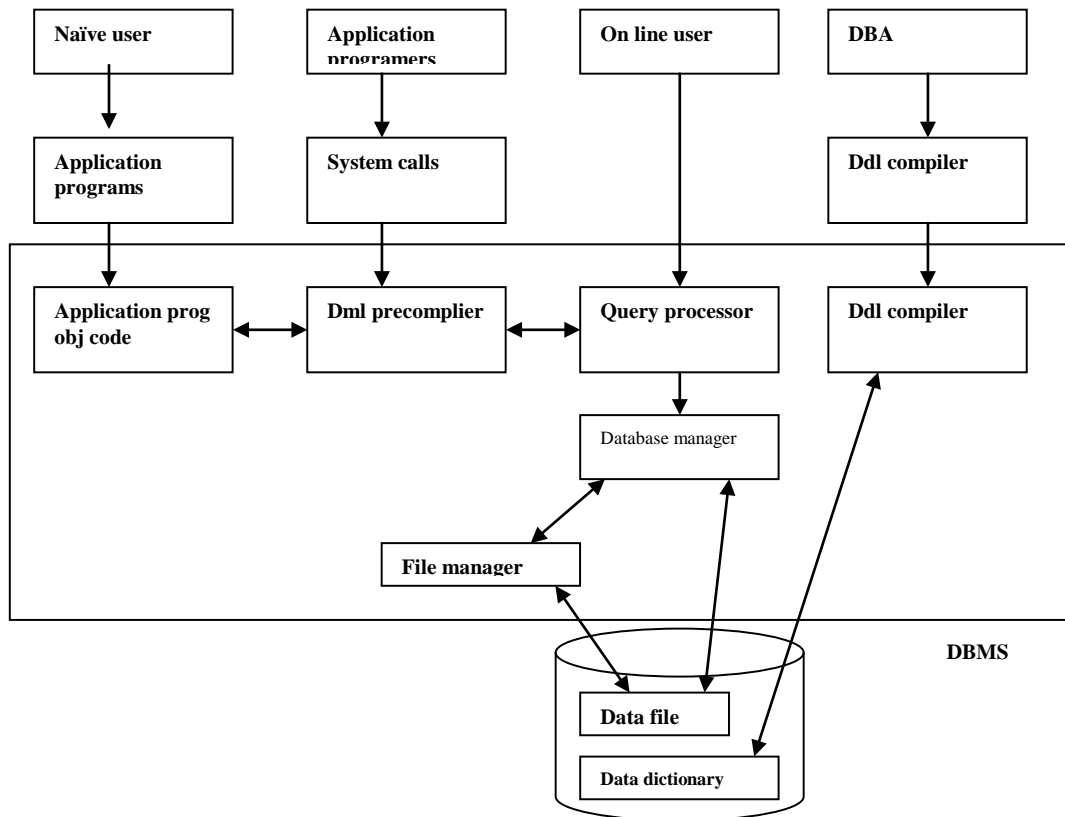 Naïve user
Application
programers
On line user
DBA
Application
programs
System calls
Ddl compiler
Application prog
obj code
Dml precomplier
Query processor
Ddl compiler
Database manager
File manager
DBMS
Data file
Data dictionary